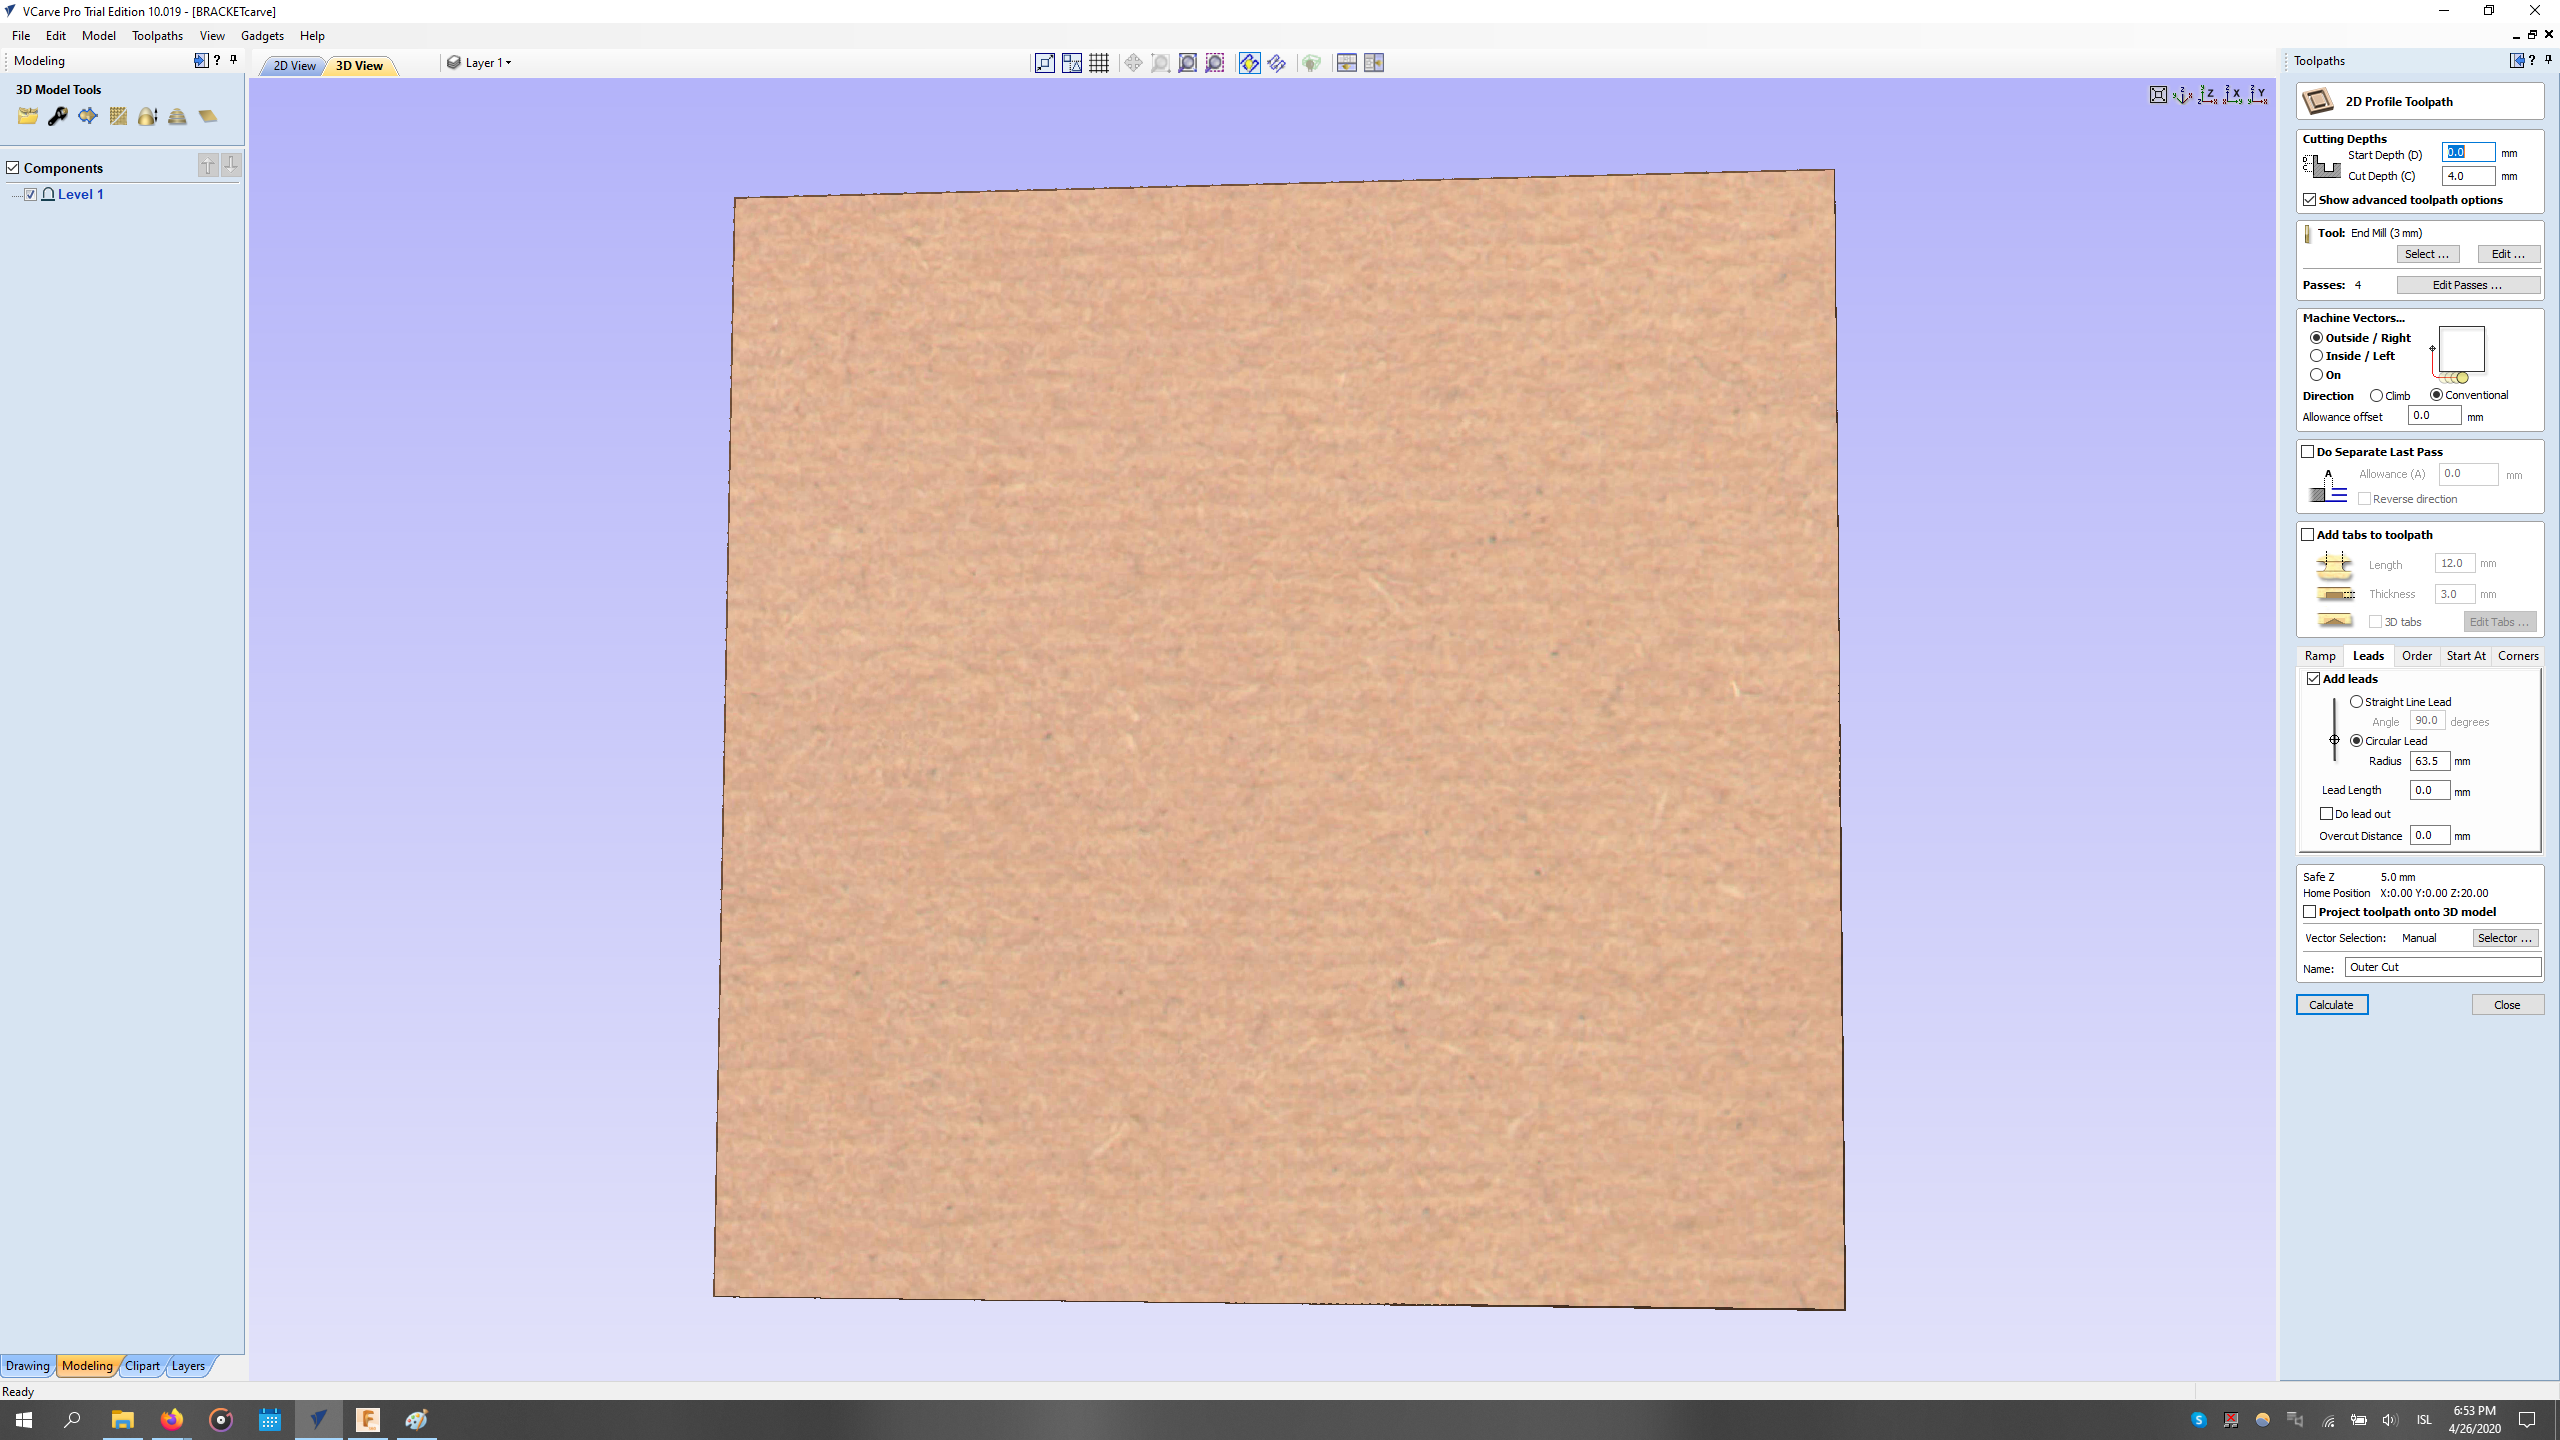 VCarve Pro Trial Edition 10.019 - [BRACKETcarve]
File Edit Model Toolpaths View Gadgets Help
Modeling ?
2D View 3D View Layer 1
Toolpaths ?
3D Model Tools
Components
Level 1
2D Profile Toolpath
Cutting Depths
Start Depth (D) 0.0 mm
Cut Depth (C) 4.0 mm
Show advanced toolpath options
Tool: End Mill (3 mm)
Select ... Edit ...
Passes: 4 Edit Passes ...
Machine Vectors...
Outside / Right
Inside / Left
On
Direction Climb Conventional
Allowance offset 0.0 mm
Do Separate Last Pass
A Allowance (A) 0.0 mm
Reverse direction
Add tabs to toolpath
Length 12.0 mm
Thickness 3.0 mm
3D tabs Edit Tabs ...
Ramp Leads Order Start At Corners
Add leads
Straight Line Lead
Angle 90.0 degrees
Circular Lead
Radius 63.5 mm
Lead Length 0.0 mm
Do lead out
Overcut Distance 0.0 mm
Safe Z 5.0 mm
Home Position X:0.00 Y:0.00 Z:20.00
Project toolpath onto 3D model
Vector Selection: Manual Selector ...
Name: Outer Cut
Calculate Close
Drawing Modeling Clipart Layers
Ready
ISL
6:53 PM
4/26/2020